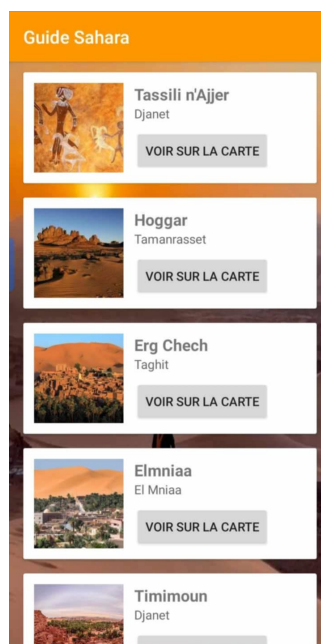 Guide Sahara
Tassili n'Ajjer
Djanet
VOIR SUR LA CARTE
Hoggar
Tamanrasset
VOIR SUR LA CARTE
Erg Chech
Taghit
VOIR SUR LA CARTE
Elmniaa
El Mniaa
VOIR SUR LA CARTE
Timimoun
Djanet